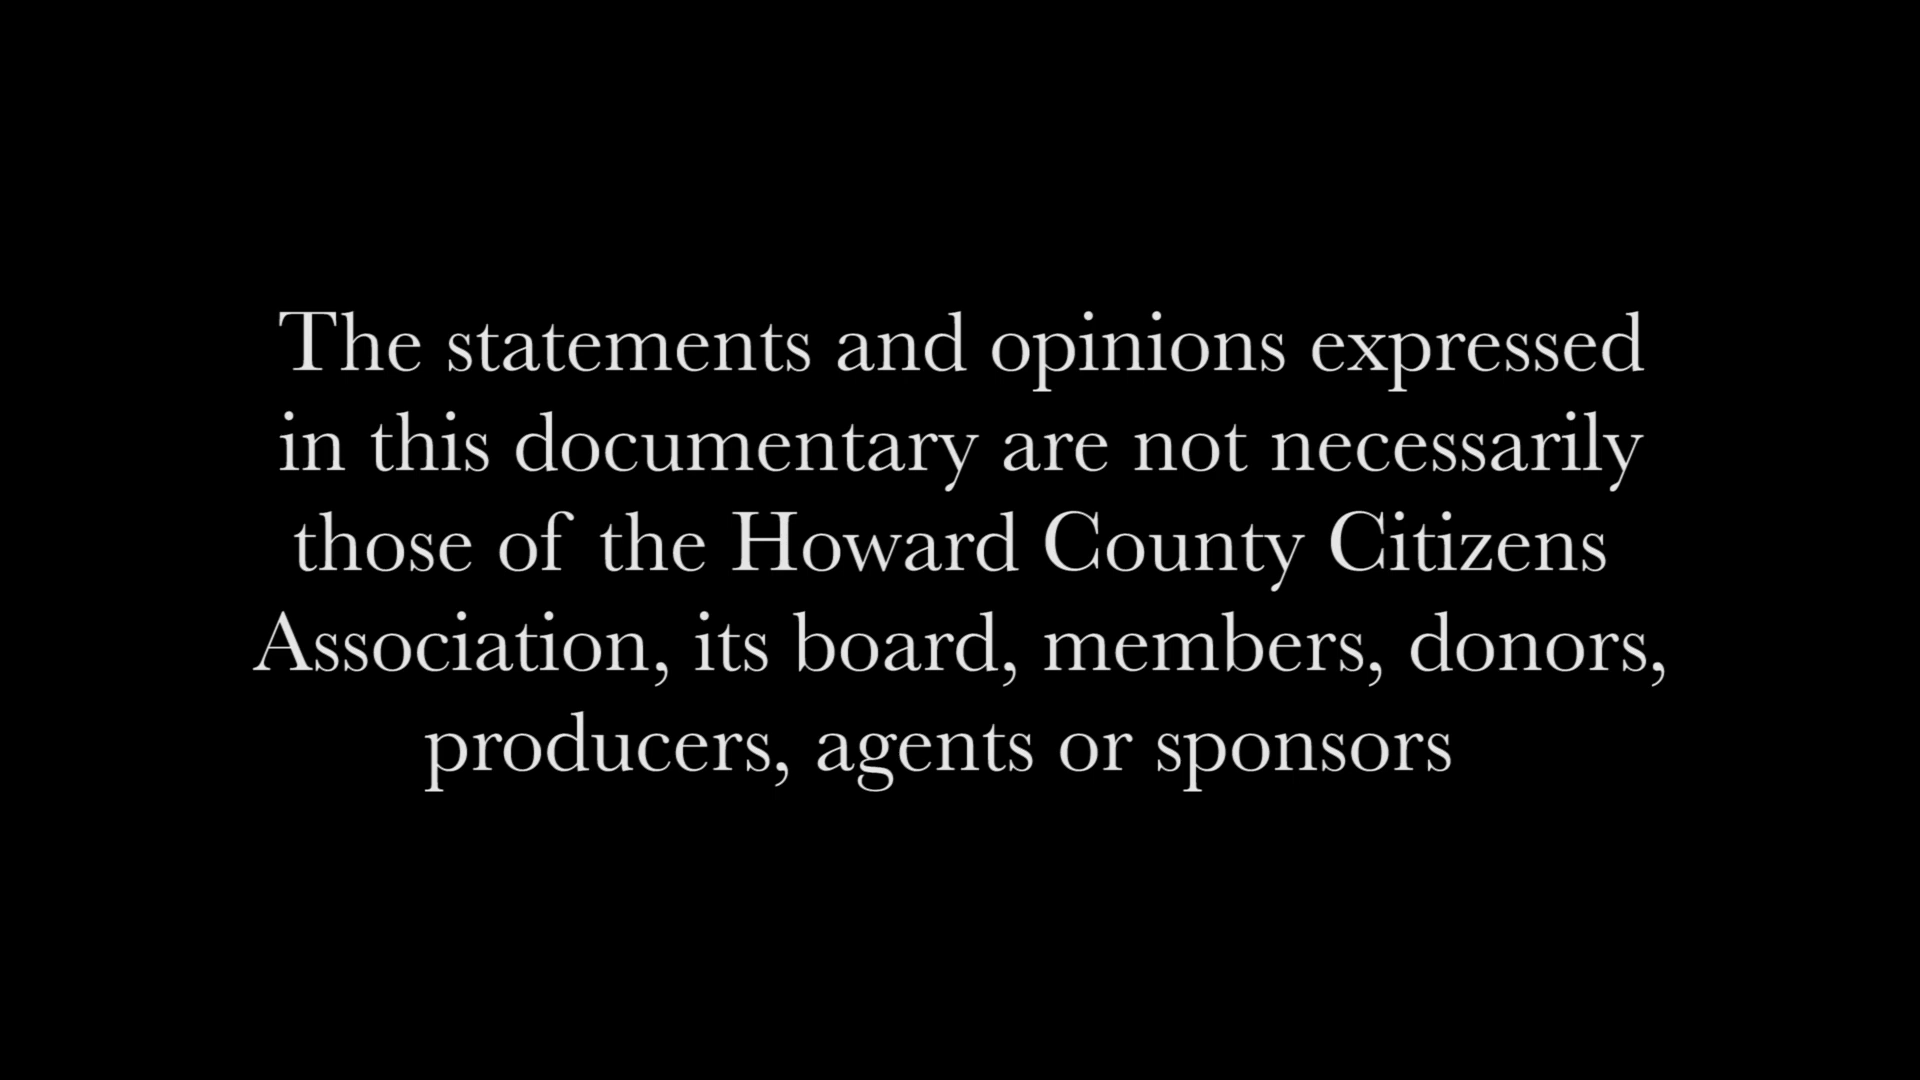 The statements and opinions expressed
in this documentary are not necessarily
those of the Howard County Citizens
Association, its board, members, donors,
producers, agents or sponsors